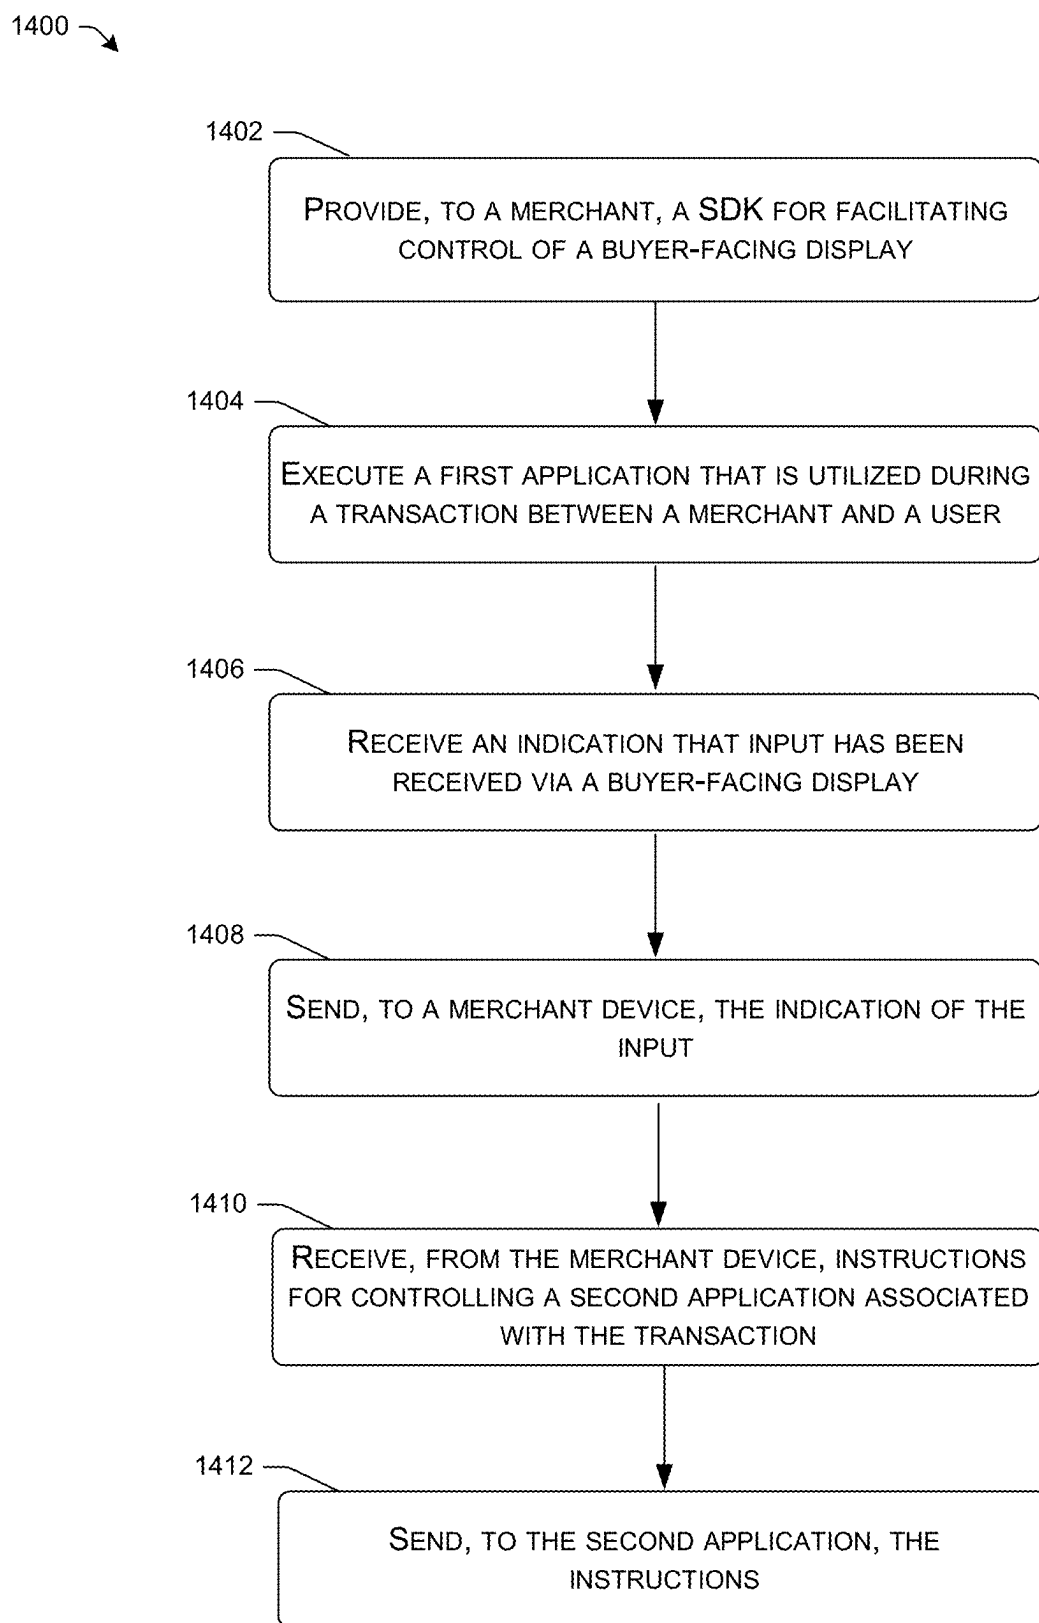 1400
1402
PROVIDE, TO A MERCHANT, A SDK FOR FACILITATING
CONTROL OF A BUYER-FACING DISPLAY
1404
EXECUTE A FIRST APPLICATION THAT IS UTILIZED DURING
A TRANSACTION BETWEEN A MERCHANT AND A USER
1406
RECEIVE AN INDICATION THAT INPUT HAS BEEN
RECEIVED VIA A BUYER-FACING DISPLAY
1408
SEND, TO A MERCHANT DEVICE, THE INDICATION OF THE
INPUT
1410
RECEIVE, FROM THE MERCHANT DEVICE, INSTRUCTIONS
FOR CONTROLLING A SECOND APPLICATION ASSOCIATED
WITH THE TRANSACTION
1412
SEND, TO THE SECOND APPLICATION, THE
INSTRUCTIONS